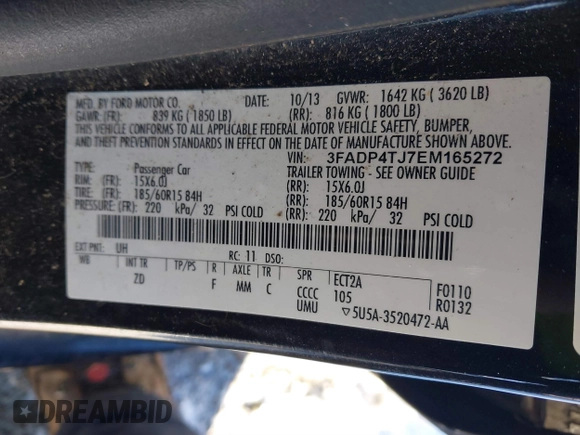 MFD. BY FORD MOTOR CO. DATE: 10/13 GVWR: 1642 KG ( 3620 LB)
GAWR: (FR): 839 KG ( 1850 LB) (RR): 816 KG ( 1800 LB)
THIS VEHICLE CONFORMS TO ALL APPLICABLE FEDERAL MOTOR VEHICLE SAFETY, BUMPER,
AND THEFT PREVENTION STANDARDS IN EFFECT ON THE DATE OF MANUFACTURE SHOWN ABOVE.
VIN: 3FADP4TJ7EM165272
TYPE: Passenger Car TRAILER TOWING - SEE OWNER GUIDE
RIM: (FR): 15X6.0J (RR): 15X6.0J
TIRE: (FR): 185/60R15 84H (RR): 185/60R15 84H
PRESSURE: (FR): 220 kPa/ 32 PSI COLD (RR): 220 kPa/ 32 PSI COLD
EXT PNT: UH RC: 11 DSO:
WB INT TR TP/PS R AXLE TR SPR ECT2A F0110
ZD F MM C CCCC 105 R0132
UMU ▽5U5A-3520472-AA
DREAMBID